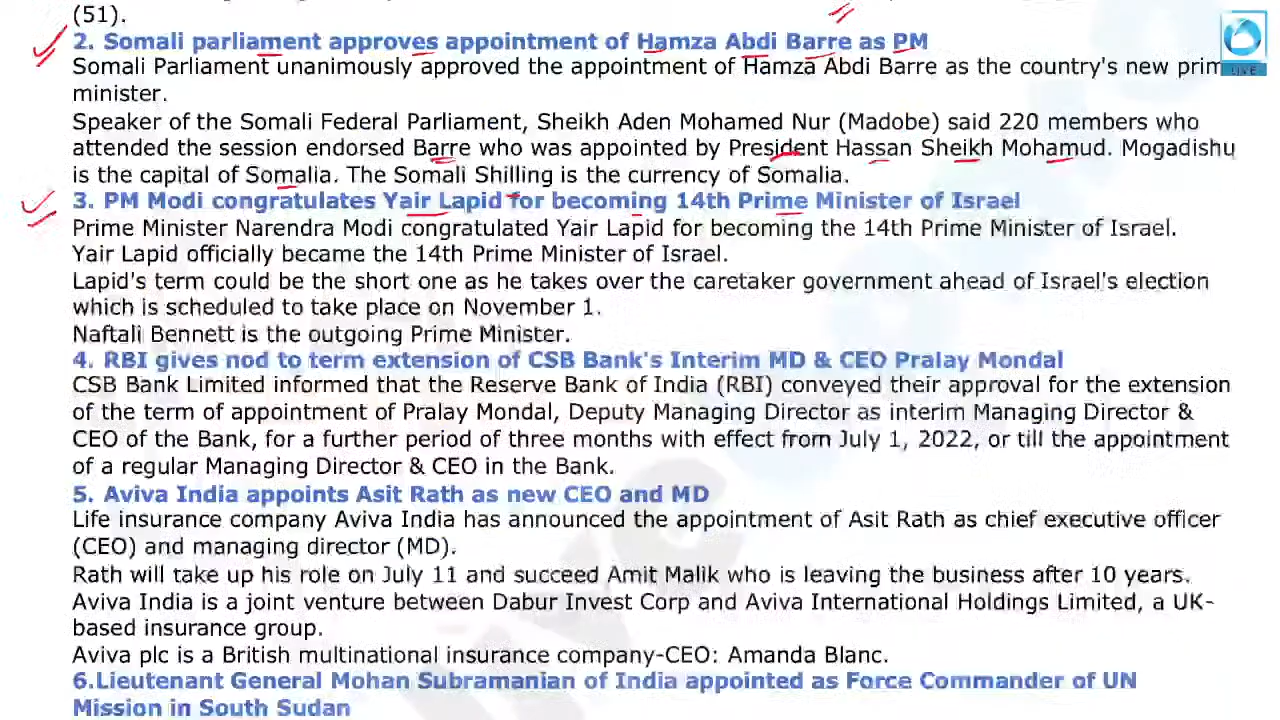 (51).
2. Somali parliament approves appointment of Hamza Abdi Barre as PM
Somali Parliament unanimously approved the appointment of Hamza Abdi Barre as the country's new prim
minister.
Speaker of the Somali Federal Parliament, Sheikh Aden Mohamed Nur (Madobe) said 220 members who
attended the session endorsed Barre who was appointed by President Hassan Sheikh Mohamud. Mogadishu
is the capital of Somalia. The Somali Shilling is the currency of Somalia.
3. PM Modi congratulates Yair Lapid for becoming 14th Prime Minister of Israel
Prime Minister Narendra Modi congratulated Yair Lapid for becoming the 14th Prime Minister of Israel.
Yair Lapid officially became the 14th Prime Minister of Israel.
Lapid's term could be the short one as he takes over the caretaker government ahead of Israel's election
which is scheduled to take place on November 1.
Naftali Bennett is the outgoing Prime Minister.
4. RBI gives nod to term extension of CSB Bank's Interim MD & CEO Pralay Mondal
CSB Bank Limited informed that the Reserve Bank of India (RBI) conveyed their approval for the extension
of the term of appointment of Pralay Mondal, Deputy Managing Director as interim Managing Director &
CEO of the Bank, for a further period of three months with effect from July 1, 2022, or till the appointment
of a regular Managing Director & CEO in the Bank.
5. Aviva India appoints Asit Rath as new CEO and MD
Life insurance company Aviva India has announced the appointment of Asit Rath as chief executive officer
(CEO) and managing director (MD).
Rath will take up his role on July 11 and succeed Amit Malik who is leaving the business after 10 years.
Aviva India is a joint venture between Dabur Invest Corp and Aviva International Holdings Limited, a UK-
based insurance group.
Aviva plc is a British multinational insurance company-CEO: Amanda Blanc.
6.Lieutenant General Mohan Subramanian of India appointed as Force Commander of UN
Mission in South Sudan
LIVE